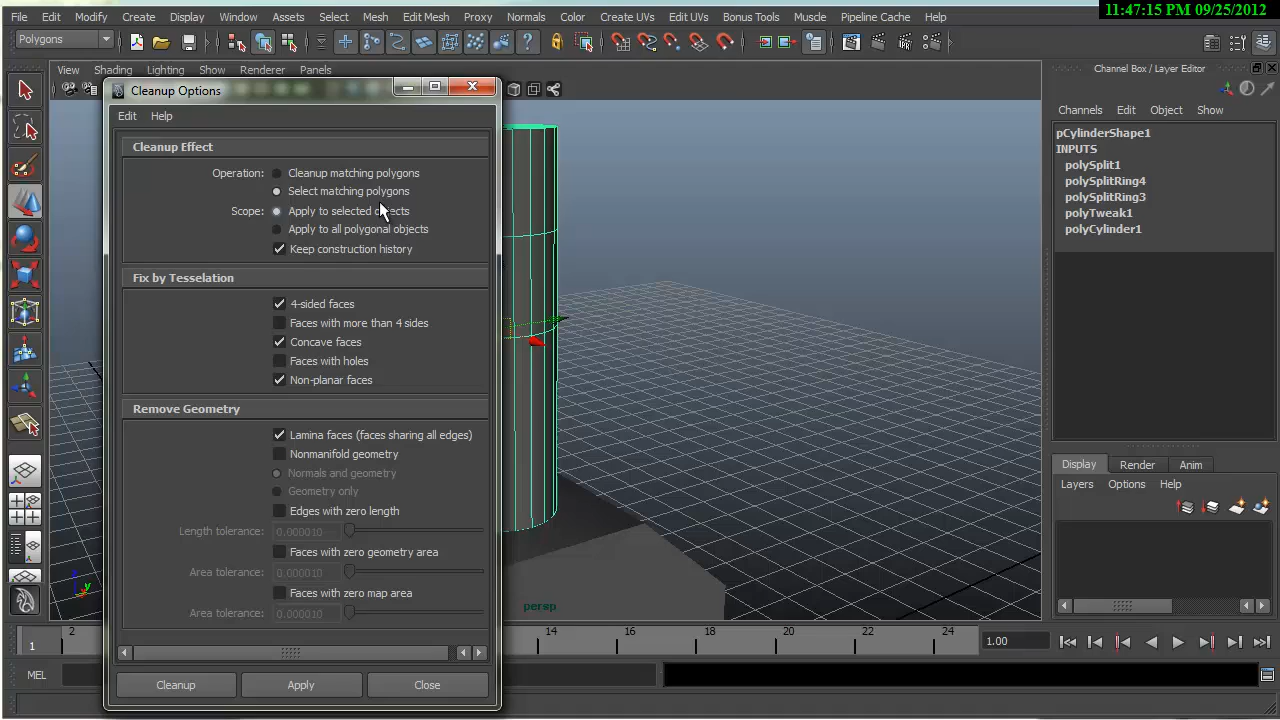 11:47:15 PM 09/25/2012
File Edit Modify Create Display Window Assets Select Mesh Edit Mesh Proxy Normals Color Create UVs Edit UVs Bonus Tools Muscle Pipeline Cache Help
Polygons
View Shading Lighting Show Renderer Panels
Channel Box / Layer Editor
Cleanup Options
Edit Help
Channels Edit Object Show
pCylinderShape1
INPUTS
polySplit1
polySplitRing4
polySplitRing3
polyTweak1
polyCylinder1
Cleanup Effect
Operation: Cleanup matching polygons
Select matching polygons
Scope: Apply to selected objects
Apply to all polygonal objects
Keep construction history
Fix by Tesselation
4-sided faces
Faces with more than 4 sides
Concave faces
Faces with holes
Non-planar faces
Remove Geometry
Lamina faces (faces sharing all edges)
Nonmanifold geometry
Normals and geometry
Geometry only
Edges with zero length
Length tolerance: 0.000010
Faces with zero geometry area
Area tolerance: 0.000010
Faces with zero map area
Area tolerance: 0.000010
Cleanup Apply Close
Display Render Anim
Layers Options Help
y
persp
1 2 14 16 18 20 22 24 1.00
MEL